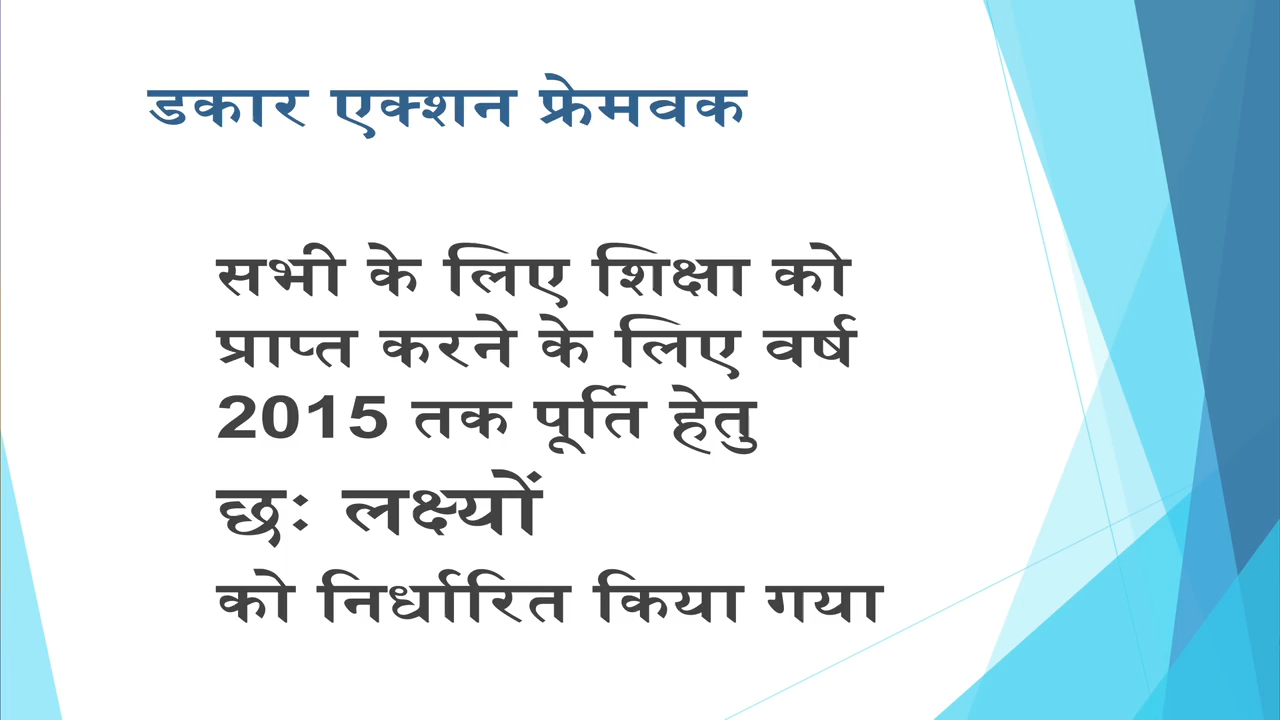 डकार एक्शन फ्रेमवक
सभी के लिए शिक्षा को
प्राप्त करने के लिए वर्ष
2015 तक पूर्ति हेतु
छः लक्ष्यों
को निर्धारित किया गया